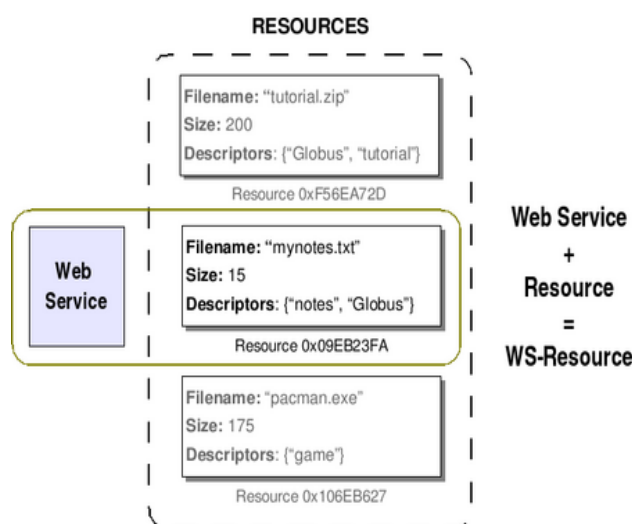 RESOURCES
Filename: “tutorial.zip”
Size: 200
Descriptors: {“Globus”, “tutorial”}
Resource 0xF56EA72D
Web
Service
Filename: “mynotes.txt”
Size: 15
Descriptors: {“notes”, “Globus”}
Resource 0x09EB23FA
Filename: “pacman.exe”
Size: 175
Descriptors: {“game”}
Resource 0x106EB627
Web Service
+
Resource
=
WS-Resource